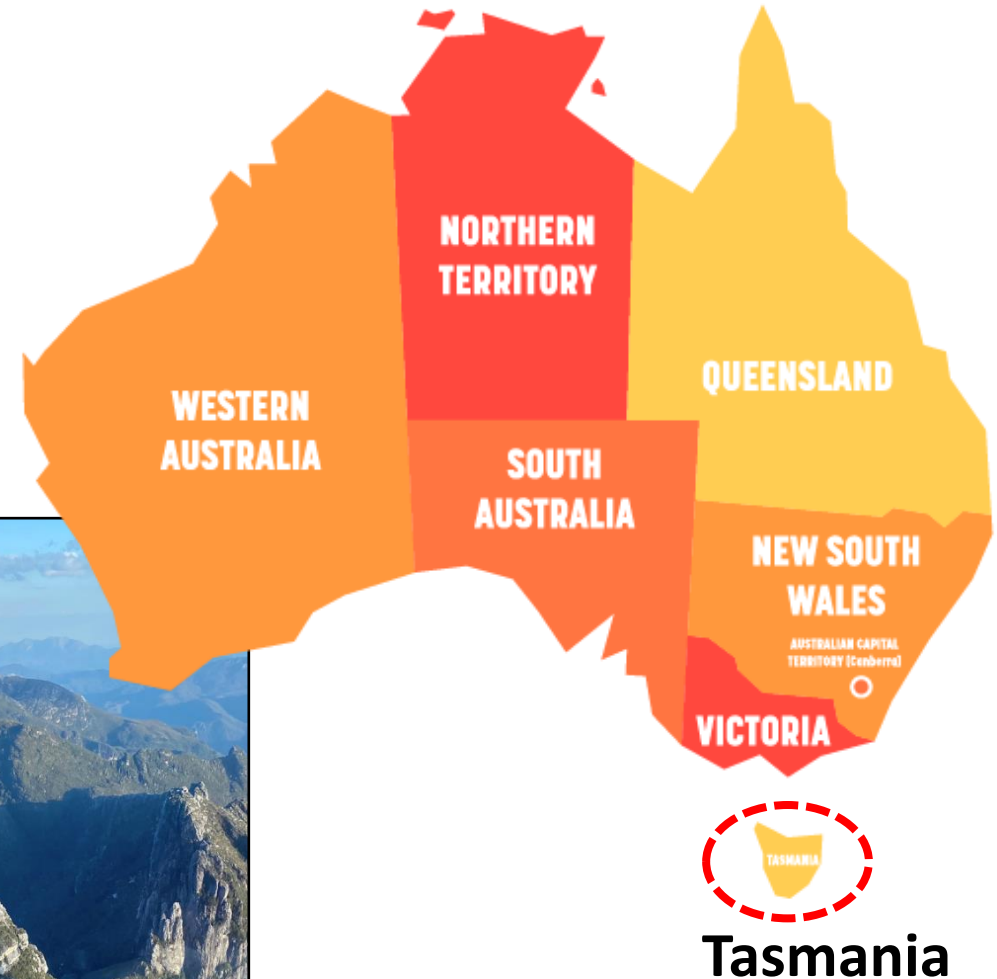 NORTHERN
TERRITORY
QUEENSLAND
WESTERN
AUSTRALIA
SOUTH
AUSTRALIA
NEW SOUTH
WALES
AUSTRALIAN CAPITAL
TERRITORY (Canberra)
VICTORIA
TASMANIA
Tasmania